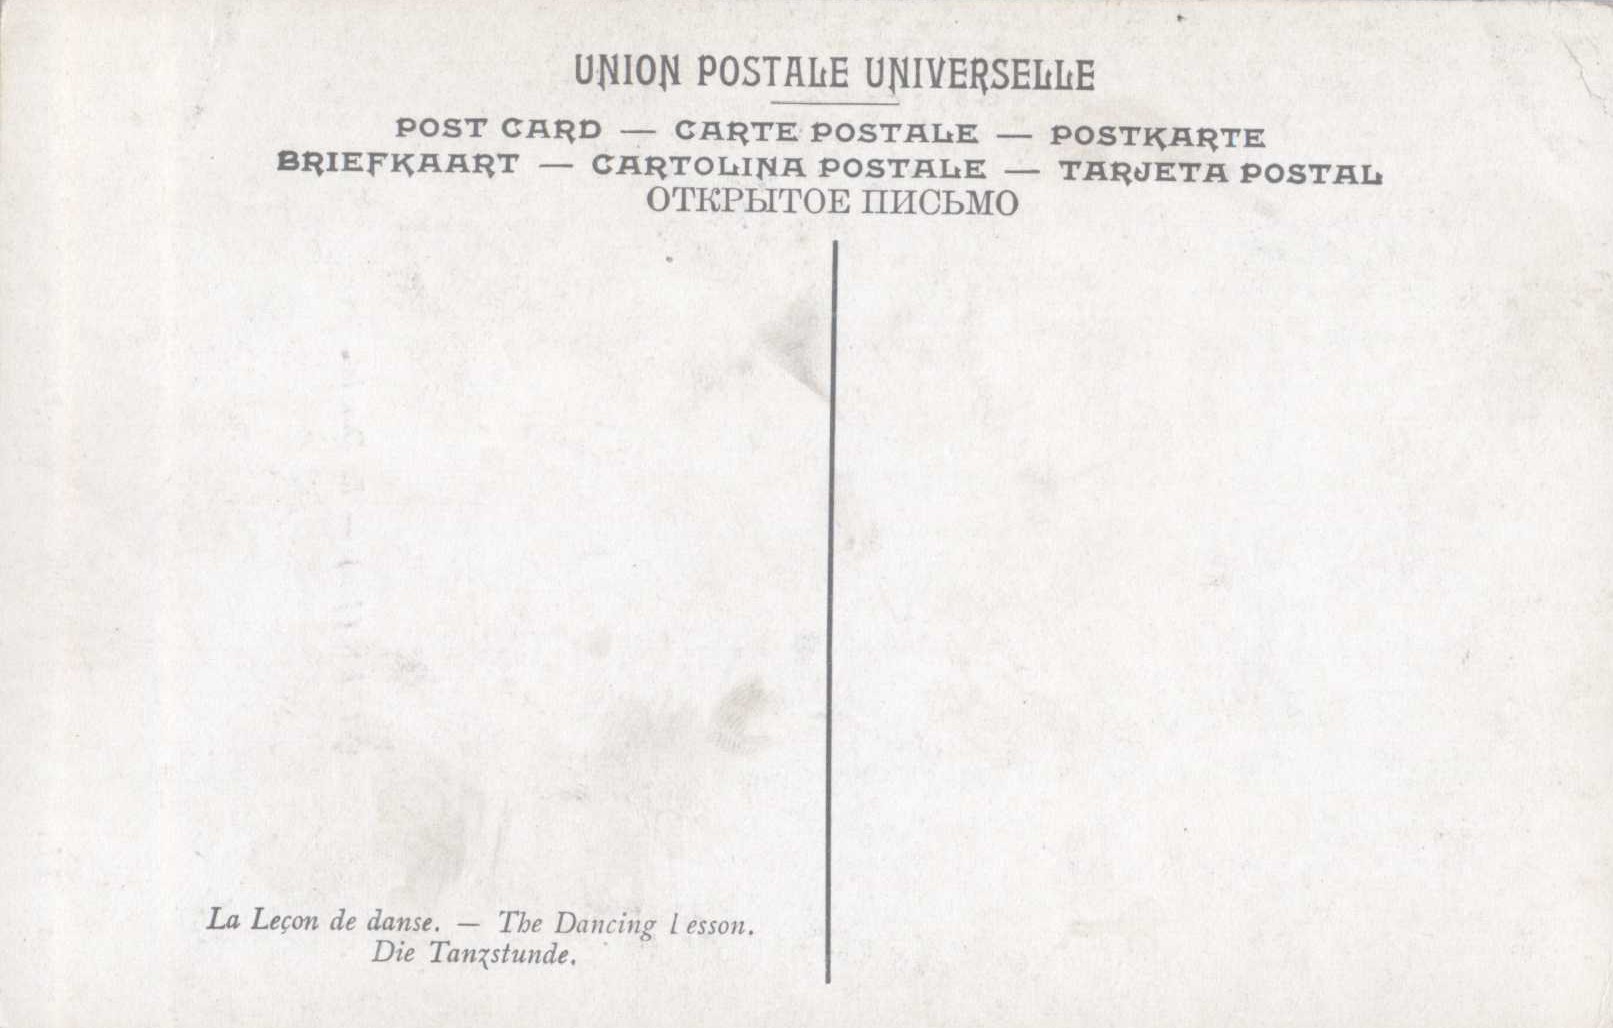 UNION POSTALE UNIVERSELLE
POST CARD — CARTE POSTALE — POSTKARTE
BRIEFKAART — CARTOLINA POSTALE — TARJETA POSTAL
ОТКРЫТОЕ ПИСЬМО
La Leçon de danse. — The Dancing Lesson.
Die Tanzstunde.